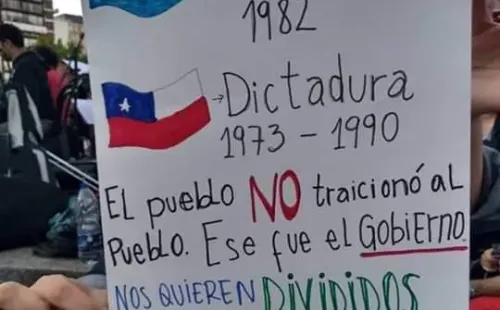 1982
Dictadura
1973 - 1990
EL pueblo NO traicionó AL
Pueblo. Ese fue el GobiErno.
NOS QUIEREN DIVIDIDOS